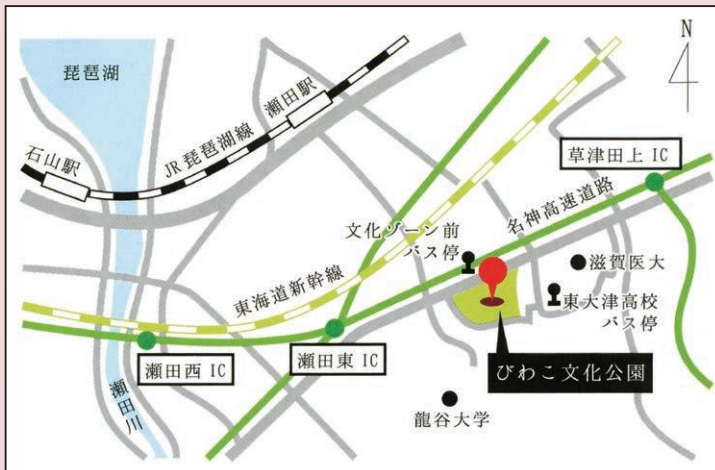 N
琵琶湖
瀬田駅
JR琵琶湖線
石山駅
草津田上 IC
名神高速道路
文化ゾーン前
バス停
滋賀医大
東海道新幹線
東大津高校
バス停
瀬田西 IC
瀬田東 IC
びわこ文化公園
瀬田川
龍谷大学